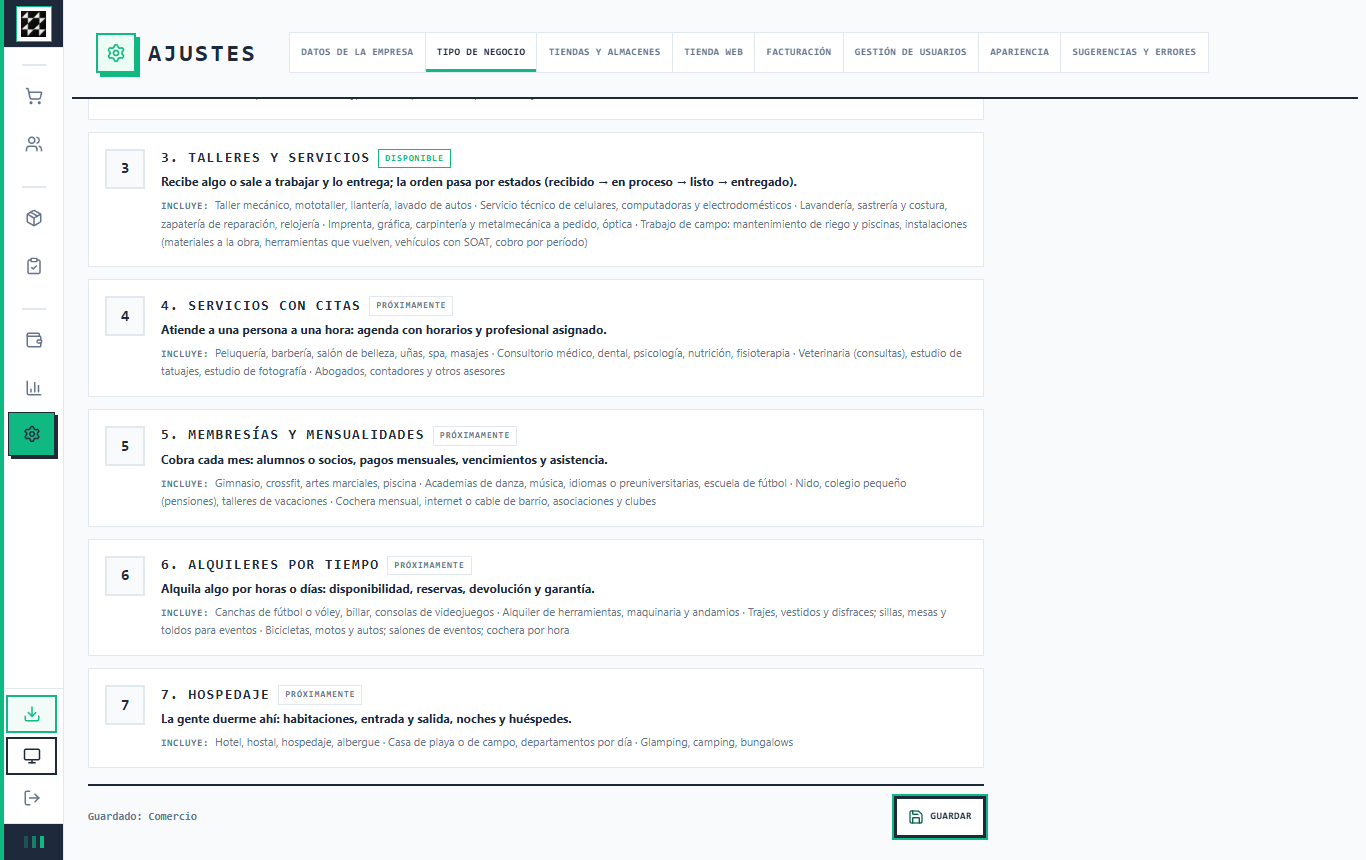 AJUSTES
DATOS DE LA EMPRESA
TIPO DE NEGOCIO
TIENDAS Y ALMACENES
TIENDA WEB
FACTURACIÓN
GESTIÓN DE USUARIOS
APARIENCIA
SUGERENCIAS Y ERRORES
3
3. TALLERES Y SERVICIOS DISPONIBLE
Recibe algo o sale a trabajar y lo entrega; la orden pasa por estados (recibido → en proceso → listo → entregado).
INCLUYE: Taller mecánico, mototaller, llantería, lavado de autos · Servicio técnico de celulares, computadoras y electrodomésticos · Lavandería, sastrería y costura,
zapatería de reparación, relojería · Imprenta, gráfica, carpintería y metalmecánica a pedido, óptica · Trabajo de campo: mantenimiento de riego y piscinas, instalaciones
(materiales a la obra, herramientas que vuelven, vehículos con SOAT, cobro por período)
4
4. SERVICIOS CON CITAS PRÓXIMAMENTE
Atiende a una persona a una hora: agenda con horarios y profesional asignado.
INCLUYE: Peluquería, barbería, salón de belleza, uñas, spa, masajes · Consultorio médico, dental, psicología, nutrición, fisioterapia · Veterinaria (consultas), estudio de
tatuajes, estudio de fotografía · Abogados, contadores y otros asesores
5
5. MEMBRESÍAS Y MENSUALIDADES PRÓXIMAMENTE
Cobra cada mes: alumnos o socios, pagos mensuales, vencimientos y asistencia.
INCLUYE: Gimnasio, crossfit, artes marciales, piscina · Academias de danza, música, idiomas o preuniversitarias, escuela de fútbol · Nido, colegio pequeño
(pensiones), talleres de vacaciones · Cochera mensual, internet o cable de barrio, asociaciones y clubes
6
6. ALQUILERES POR TIEMPO PRÓXIMAMENTE
Alquila algo por horas o días: disponibilidad, reservas, devolución y garantía.
INCLUYE: Canchas de fútbol o vóley, billar, consolas de videojuegos · Alquiler de herramientas, maquinaria y andamios · Trajes, vestidos y disfraces; sillas, mesas y
toldos para eventos · Bicicletas, motos y autos; salones de eventos; cochera por hora
7
7. HOSPEDAJE PRÓXIMAMENTE
La gente duerme ahí: habitaciones, entrada y salida, noches y huéspedes.
INCLUYE: Hotel, hostal, hospedaje, albergue · Casa de playa o de campo, departamentos por día · Glamping, camping, bungalows
Guardado: Comercio
GUARDAR